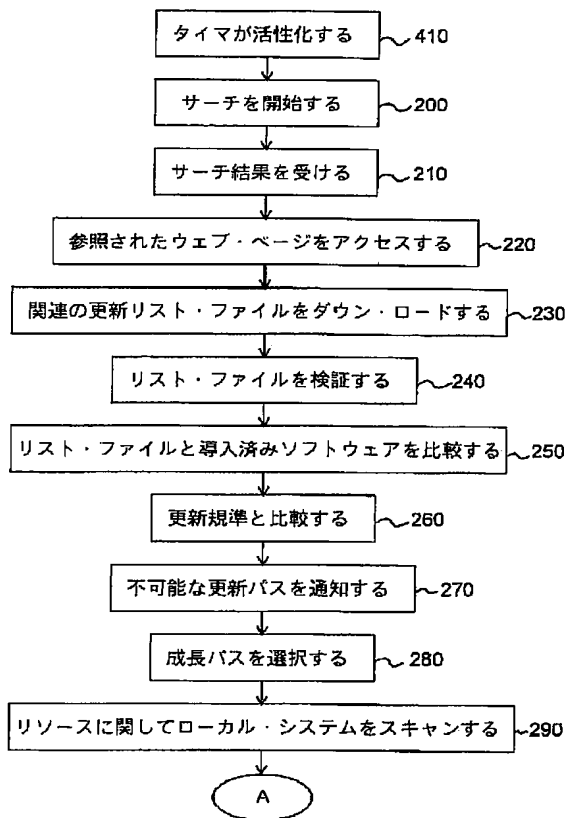 タイマが活性化する 410
サーチを開始する 200
サーチ結果を受ける 210
参照されたウェブ・ページをアクセスする 220
関連の更新リスト・ファイルをダウン・ロードする 230
リスト・ファイルを検証する 240
リスト・ファイルと導入済みソフトウェアを比較する 250
更新規準と比較する 260
不可能な更新パスを通知する 270
成長パスを選択する 280
リソースに関してローカル・システムをスキャンする 290
A